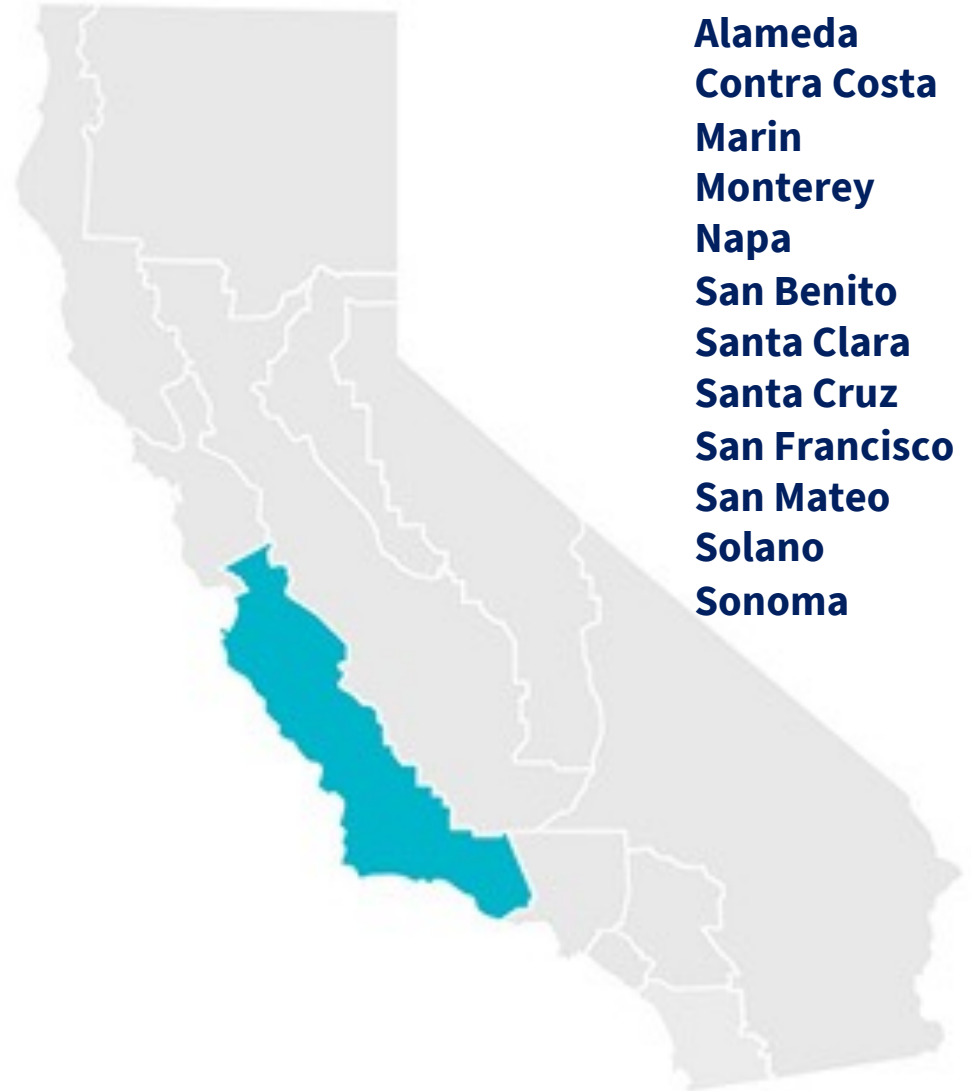 Alameda
Contra Costa
Marin
Monterey
Napa
San Benito
Santa Clara
Santa Cruz
San Francisco
San Mateo
Solano
Sonoma